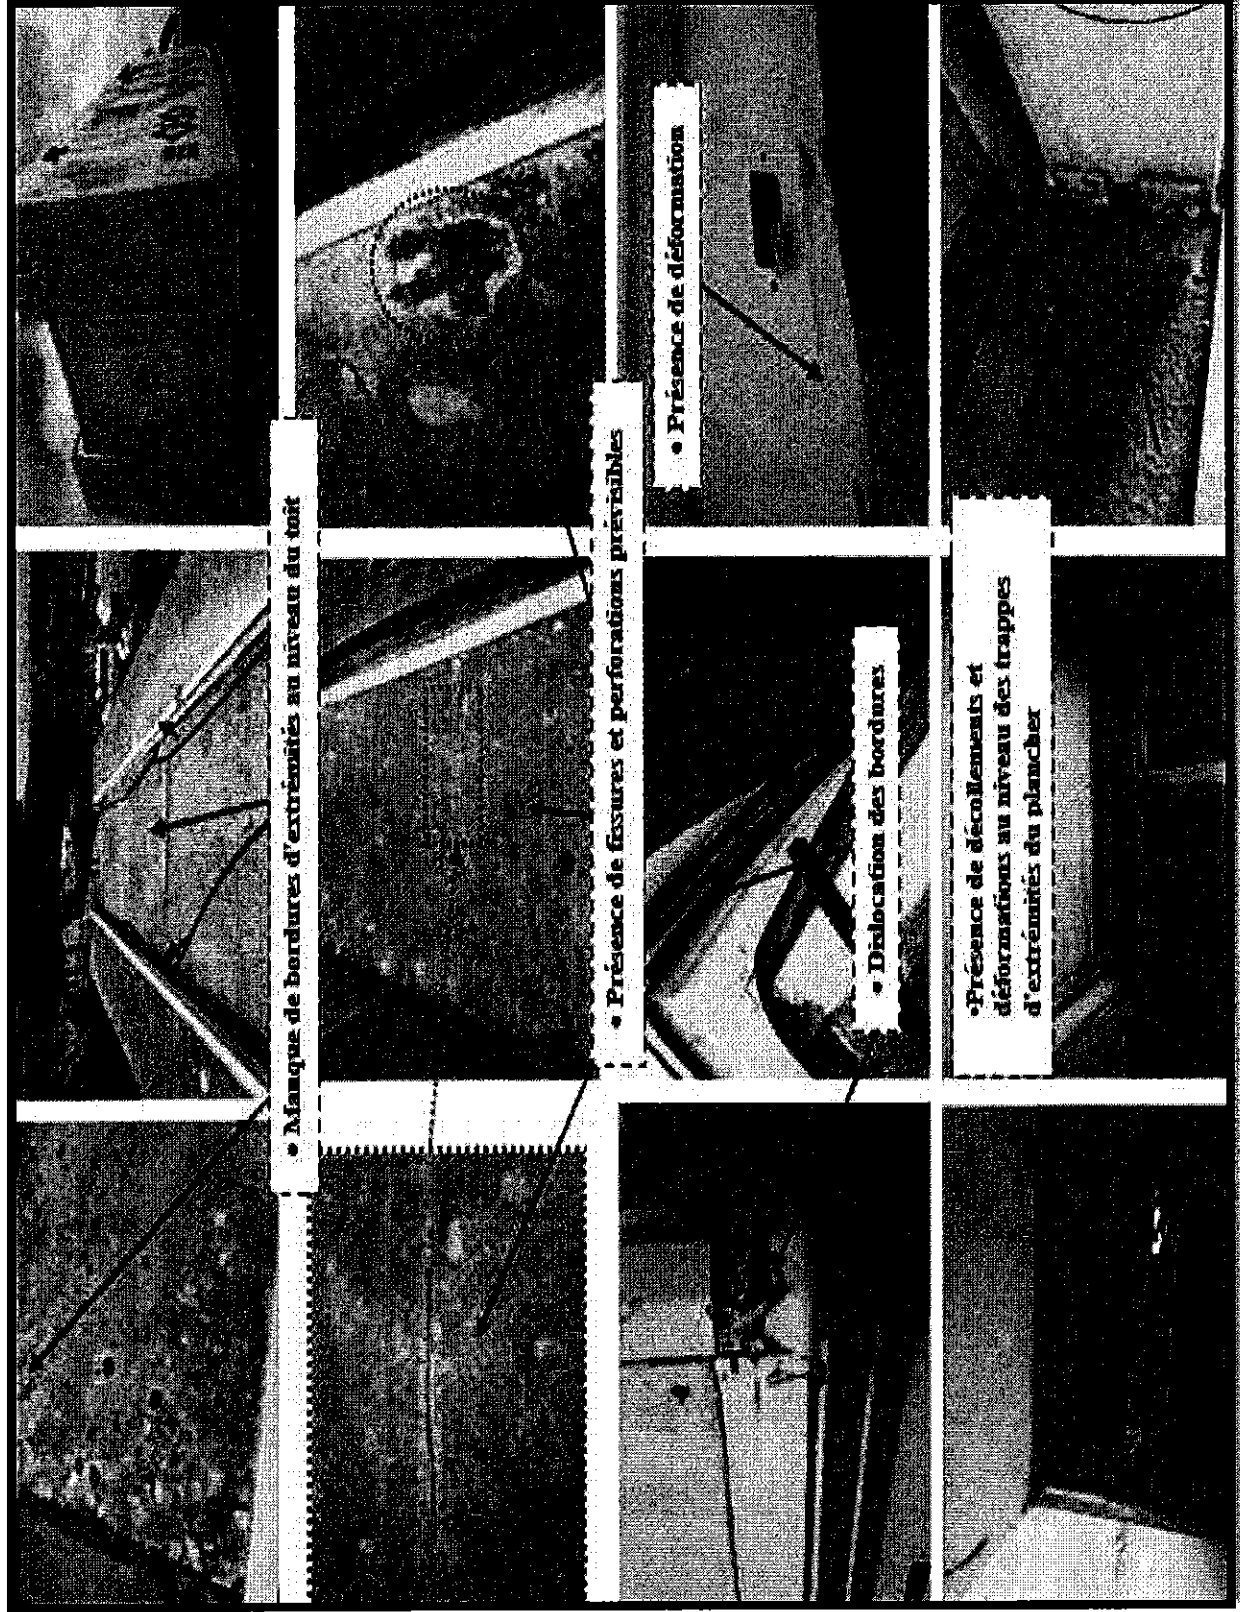 • Manque de bordures d'extrémités au niveau du toit
• Présence de fissures et perforations prévisibles
• Présence de déformation
• Dislocation des bordures
•Présence de décollements et
déformations au niveau des trappes
d'extrémités du plancher